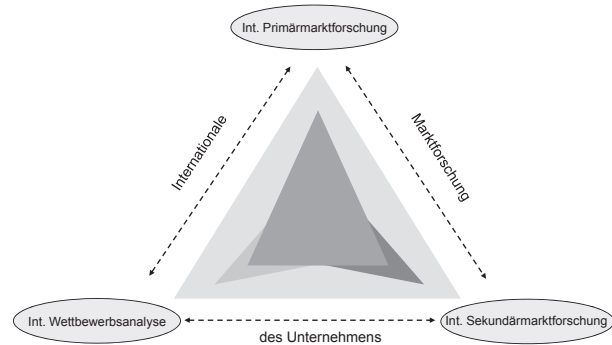 Int. Primärmarktforschung
Internationale
Marktforschung
Int. Wettbewerbsanalyse
des Unternehmens
Int. Sekundärmarktforschung